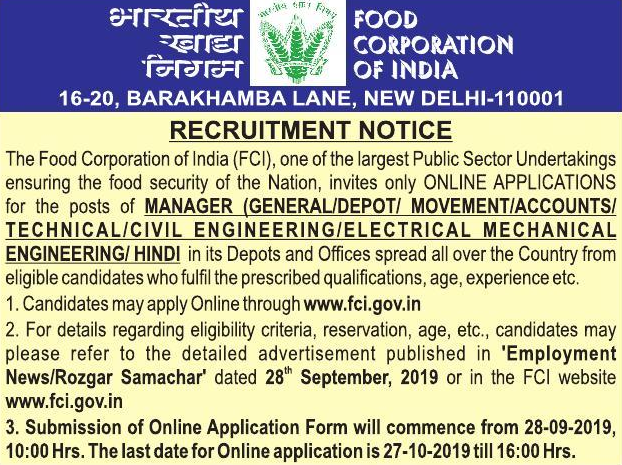 भारतीय
खाद्य
निगम
FOOD
CORPORATION
OF INDIA
16-20, BARAKHAMBA LANE, NEW DELHI-110001
RECRUITMENT NOTICE
The Food Corporation of India (FCI), one of the largest Public Sector Undertakings
ensuring the food security of the Nation, invites only ONLINE APPLICATIONS
for the posts of MANAGER (GENERAL/DEPOT/ MOVEMENT/ACCOUNTS/
TECHNICAL/CIVIL ENGINEERING/ELECTRICAL MECHANICAL
ENGINEERING/ HINDI in its Depots and Offices spread all over the Country from
eligible candidates who fulfil the prescribed qualifications, age, experience etc.
1. Candidates may apply Online through www.fci.gov.in
2. For details regarding eligibility criteria, reservation, age, etc., candidates may
please refer to the detailed advertisement published in 'Employment
News/Rozgar Samachar' dated 28th September, 2019 or in the FCI website
www.fci.gov.in
3. Submission of Online Application Form will commence from 28-09-2019,
10:00 Hrs. The last date for Online application is 27-10-2019 till 16:00 Hrs.